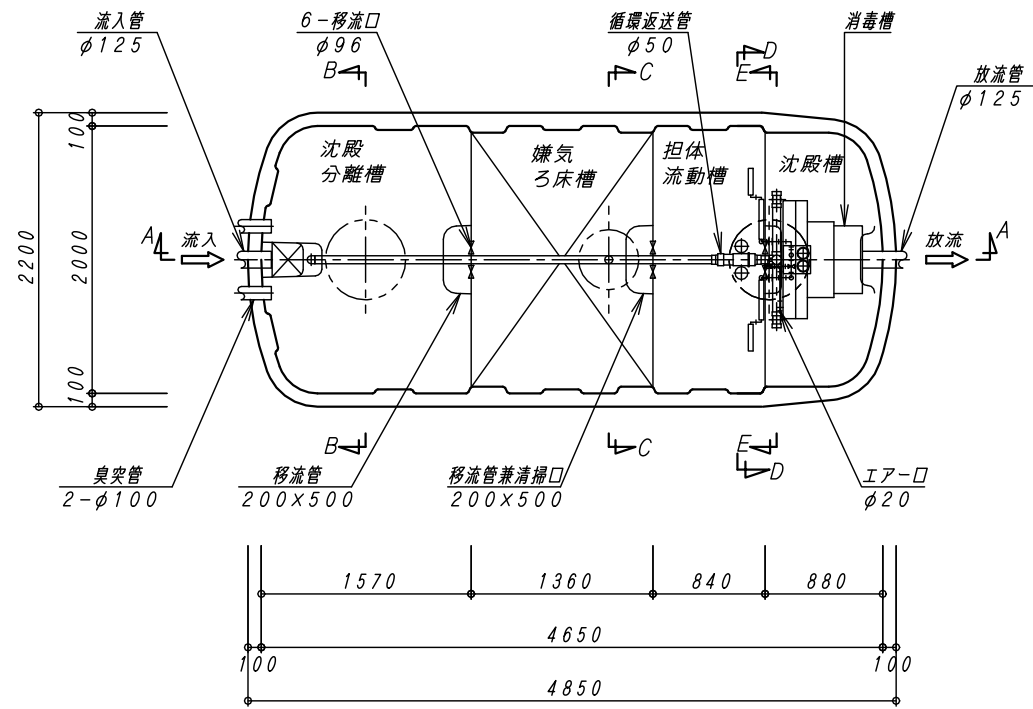 流入管
φ125
6-移流口
φ96
循環返送管
φ50
消毒槽
放流管
φ125
B
C
D
E
沈殿
分離槽
嫌気
ろ床槽
担体
流動槽
沈殿槽
A
流入
放流
A
2200
100
2000
100
B
C
E
D
臭突管
2-φ100
移流管
200×500
移流管兼清掃口
200×500
エアー口
φ20
1570
1360
840
880
4650
100
100
4850